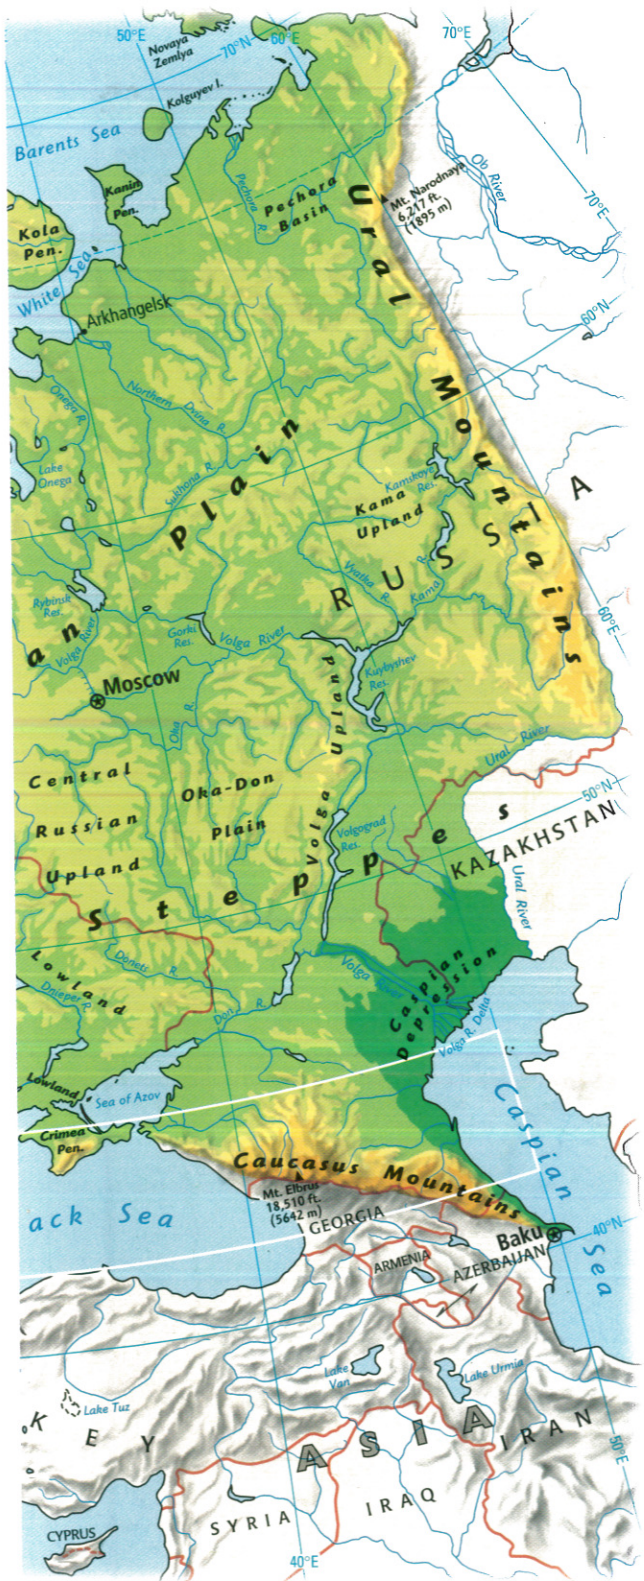 50°E
Novaya
Zemlya
70°N
60°E
70°E
Kolguyev I.
Barents Sea
Kanin
Pen.
Pechora R.
Pechora
Basin
Ural Mountains
Mt. Narodnaya
6,217 ft.
(1895 m)
Ob River
70°E
Kola
Pen.
White Sea
Arkhangelsk
60°N
Onega R.
Northern Dvina R.
Lake
Onega
Sukhona R.
Plain
Kamskoye
Res.
Kama
Upland
RUSSIA
Rybinsk
Res.
Vyatka R.
Kama R.
60°E
an
Volga River
Gorki
Res.
Volga River
Moscow
Kuybyshev
Res.
Oka R.
Volga Upland
Ural River
Central
Russian
Upland
Oka-Don
Plain
50°N
Volgograd
Res.
Steppes
KAZAKHSTAN
Ural River
Lowland
Donets R.
Dnieper R.
Volga River
Caspian
Depression
Don R.
Volga R. Delta
Lowland
Sea of Azov
Crimea
Pen.
Caspian Sea
Caucasus Mountains
Mt. Elbrus
18,510 ft.
(5642 m)
ack Sea
GEORGIA
Baku
40°N
ARMENIA
AZERBAIJAN
Lake
Van
Lake Urmia
Lake Tuz
KEY
ASIA
IRAN
50°E
SYRIA
IRAQ
CYPRUS
40°E